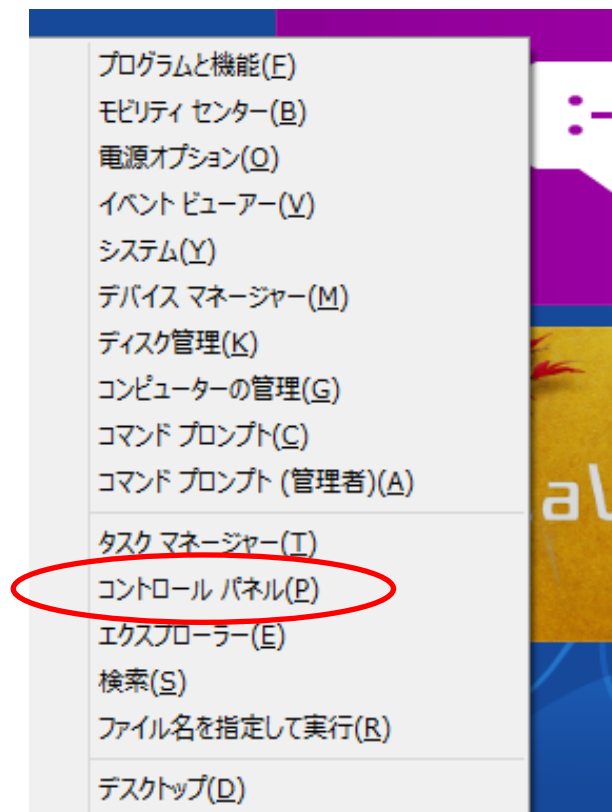 プログラムと機能(F)
:-
モビリティ センター(B)
電源オプション(O)
イベント ビューアー(V)
システム(Y)
デバイス マネージャー(M)
ディスク管理(K)
コンピューターの管理(G)
コマンド プロンプト(C)
コマンド プロンプト (管理者)(A)
タスク マネージャー(T)
コントロール パネル(P)
エクスプローラー(E)
検索(S)
ファイル名を指定して実行(R)
デスクトップ(D)